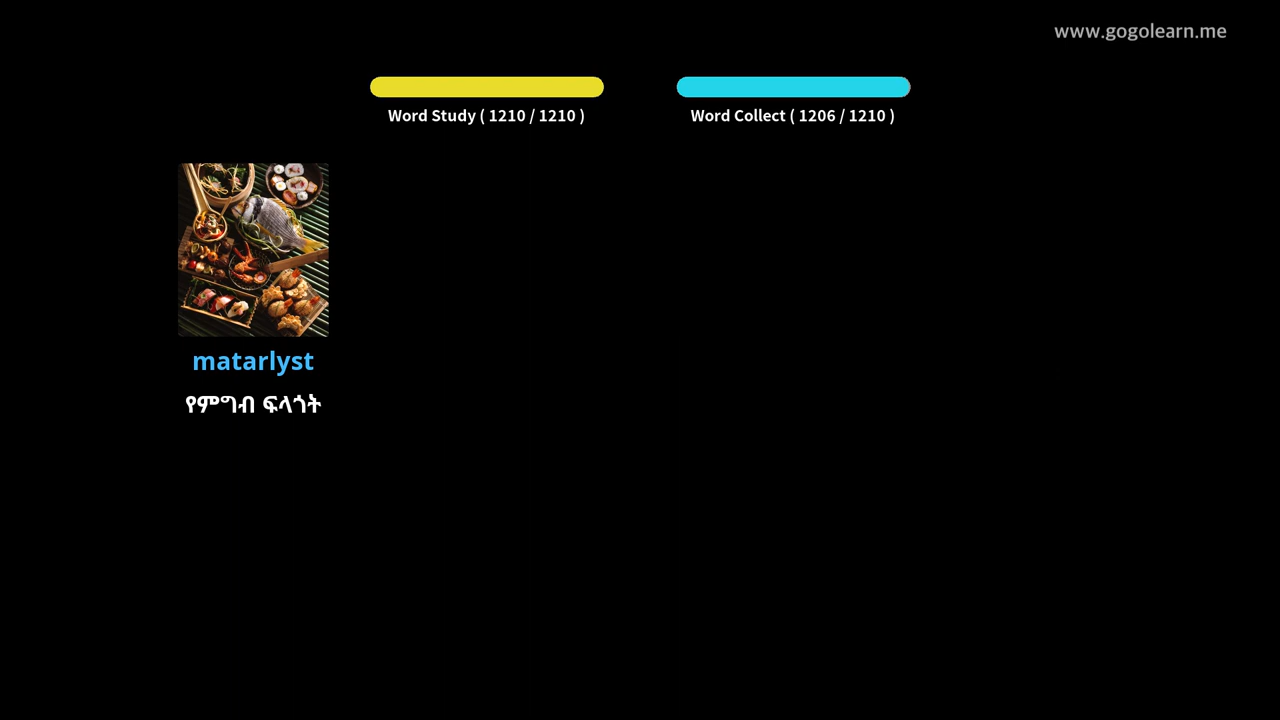 www.gogolearn.me
Word Study ( 1210 / 1210 )
Word Collect ( 1206 / 1210 )
matarlyst
የምግብ ፍላጎት